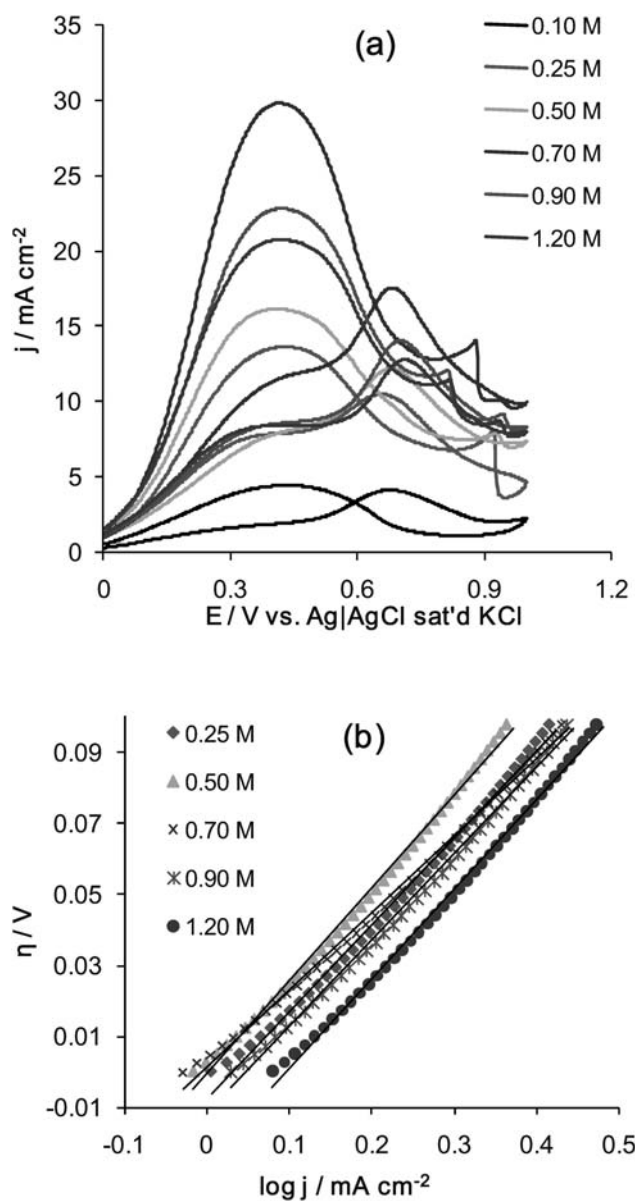 35
30
25
20
15
10
5
0
j / mA cm-2
(a)
0.10 M
0.25 M
0.50 M
0.70 M
0.90 M
1.20 M
0 0.3 0.6 0.9 1.2
E / V vs. Ag|AgCl sat'd KCl
0.09
0.07
0.05
0.03
0.01
-0.01
η / V
(b)
0.25 M
0.50 M
0.70 M
0.90 M
1.20 M
-0.1 0 0.1 0.2 0.3 0.4 0.5
log j / mA cm-2